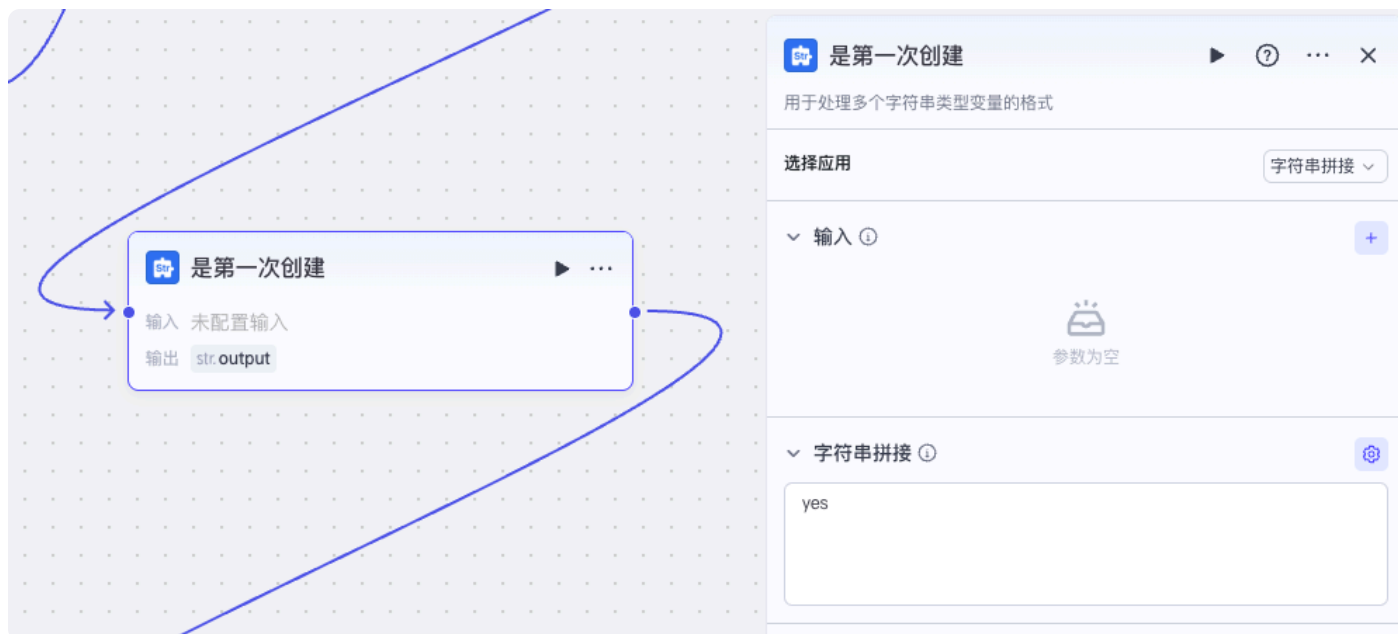 Str
是第一次创建
输入 未配置输入
输出 str.output
Str
是第一次创建
用于处理多个字符串类型变量的格式
选择应用
字符串拼接
输入
参数为空
字符串拼接
yes